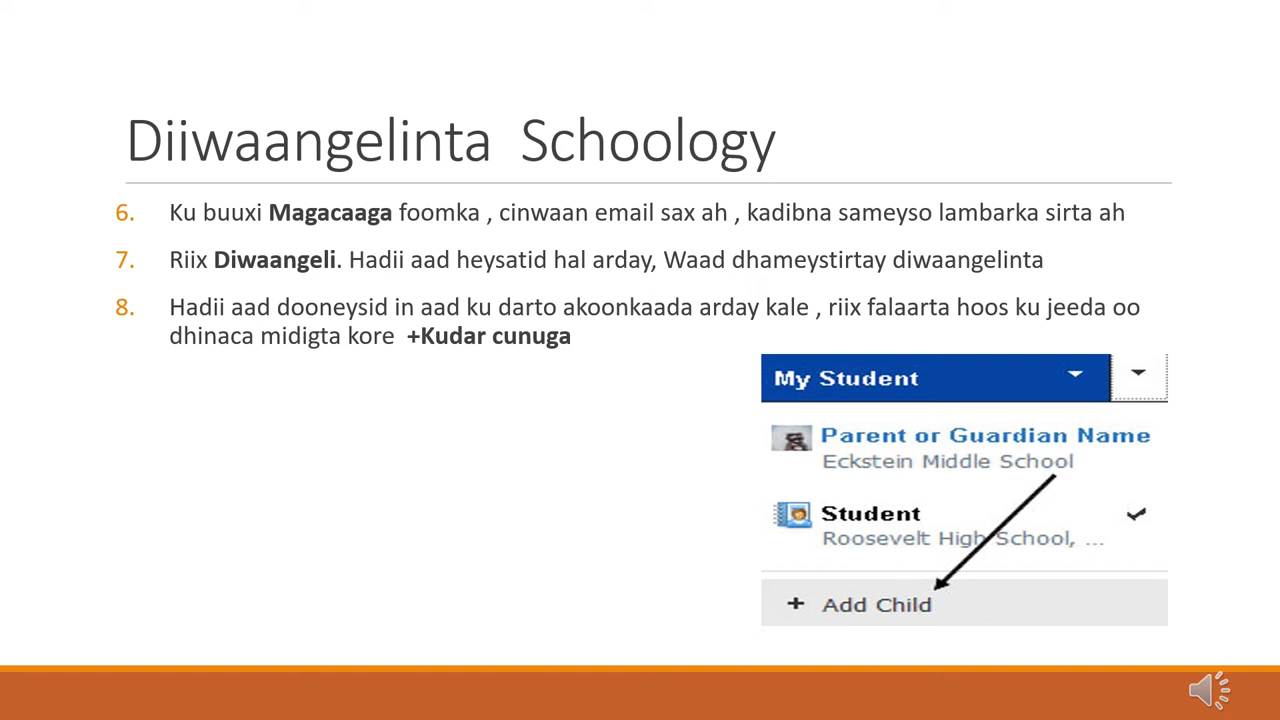 Diiwaangelinta Schoology
6. Ku buuxi Magacaaga foomka , cinwaan email sax ah , kadibna sameyso lambarka sirta ah
7. Riix Diwaangeli. Hadii aad heysatid hal arday, Waad dhameystirtay diwaangelinta
8. Hadii aad dooneysid in aad ku darto akoonkaada arday kale , riix falaarta hoos ku jeeda oo
dhinaca midigta kore +Kudar cunuga
My Student
Parent or Guardian Name
Eckstein Middle School
Student
Roosevelt High School, ...
+ Add Child